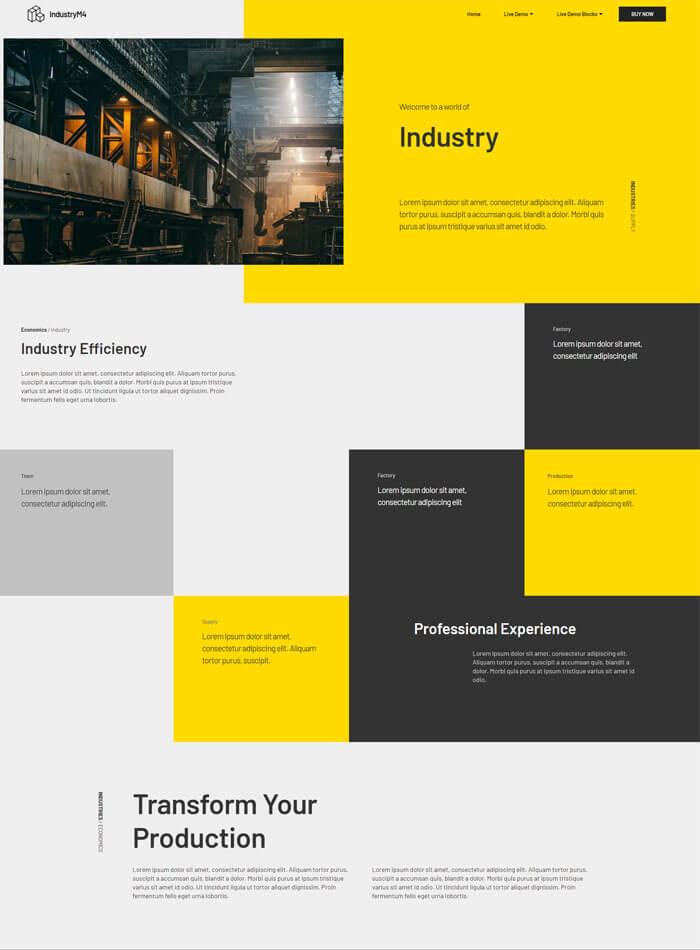 IndustryM4
Home
Live Demo
Live Demo Blocks
BUY NOW
Welcome to a world of
Industry
Lorem ipsum dolor sit amet, consectetur adipiscing elit. Aliquam
tortor purus, suscipit a accumsan quis, blandit a dolor. Morbi quis
purus at ipsum tristique varius sit amet id odio.
INDUSTRIES / SUPPLY
Economics / Industry
Industry Efficiency
Lorem ipsum dolor sit amet, consectetur adipiscing elit. Aliquam tortor purus,
suscipit a accumsan quis, blandit a dolor. Morbi quis purus at ipsum tristique
varius sit amet id odio. Ut tincidunt ligula ut tortor aliquet dignissim. Proin
fermentum felis eget urna lobortis.
Factory
Lorem ipsum dolor sit amet,
consectetur adipiscing elit
Team
Lorem ipsum dolor sit amet,
consectetur adipiscing elit.
Factory
Lorem ipsum dolor sit amet,
consectetur adipiscing elit
Production
Lorem ipsum dolor sit amet,
consectetur adipiscing elit.
Supply
Lorem ipsum dolor sit amet,
consectetur adipiscing elit. Aliquam
tortor purus, suscipit.
Professional Experience
Lorem ipsum dolor sit amet, consectetur adipiscing elit.
Aliquam tortor purus, suscipit a accumsan quis, blandit a
dolor. Morbi quis purus at ipsum tristique varius sit amet id
odio.
INDUSTRIES / ECONOMICS
Transform Your
Production
Lorem ipsum dolor sit amet, consectetur adipiscing elit. Aliquam tortor purus,
suscipit a accumsan quis, blandit a dolor. Morbi quis purus at ipsum tristique
varius sit amet id odio. Ut tincidunt ligula ut tortor aliquet dignissim. Proin
fermentum felis eget urna lobortis.
Lorem ipsum dolor sit amet, consectetur adipiscing elit. Aliquam tortor purus,
suscipit a accumsan quis, blandit a dolor. Morbi quis purus at ipsum tristique
varius sit amet id odio. Ut tincidunt ligula ut tortor aliquet dignissim. Proin
fermentum felis eget urna lobortis.